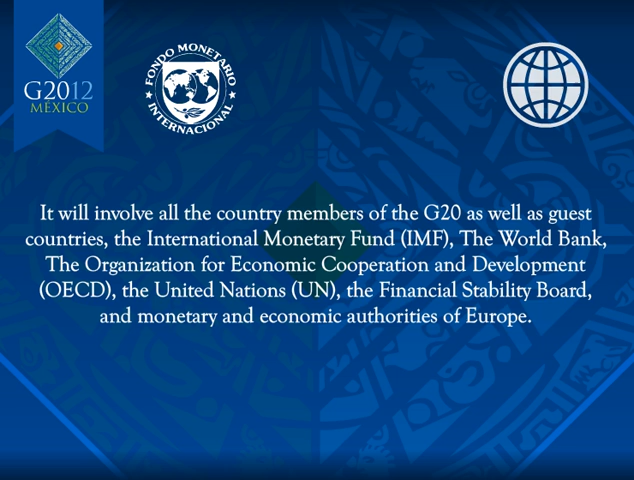 G2012
MÉXICO
FONDO MONETARIO
INTERNACIONAL
It will involve all the country members of the G20 as well as guest
countries, the International Monetary Fund (IMF), The World Bank,
The Organization for Economic Cooperation and Development
(OECD), the United Nations (UN), the Financial Stability Board,
and monetary and economic authorities of Europe.